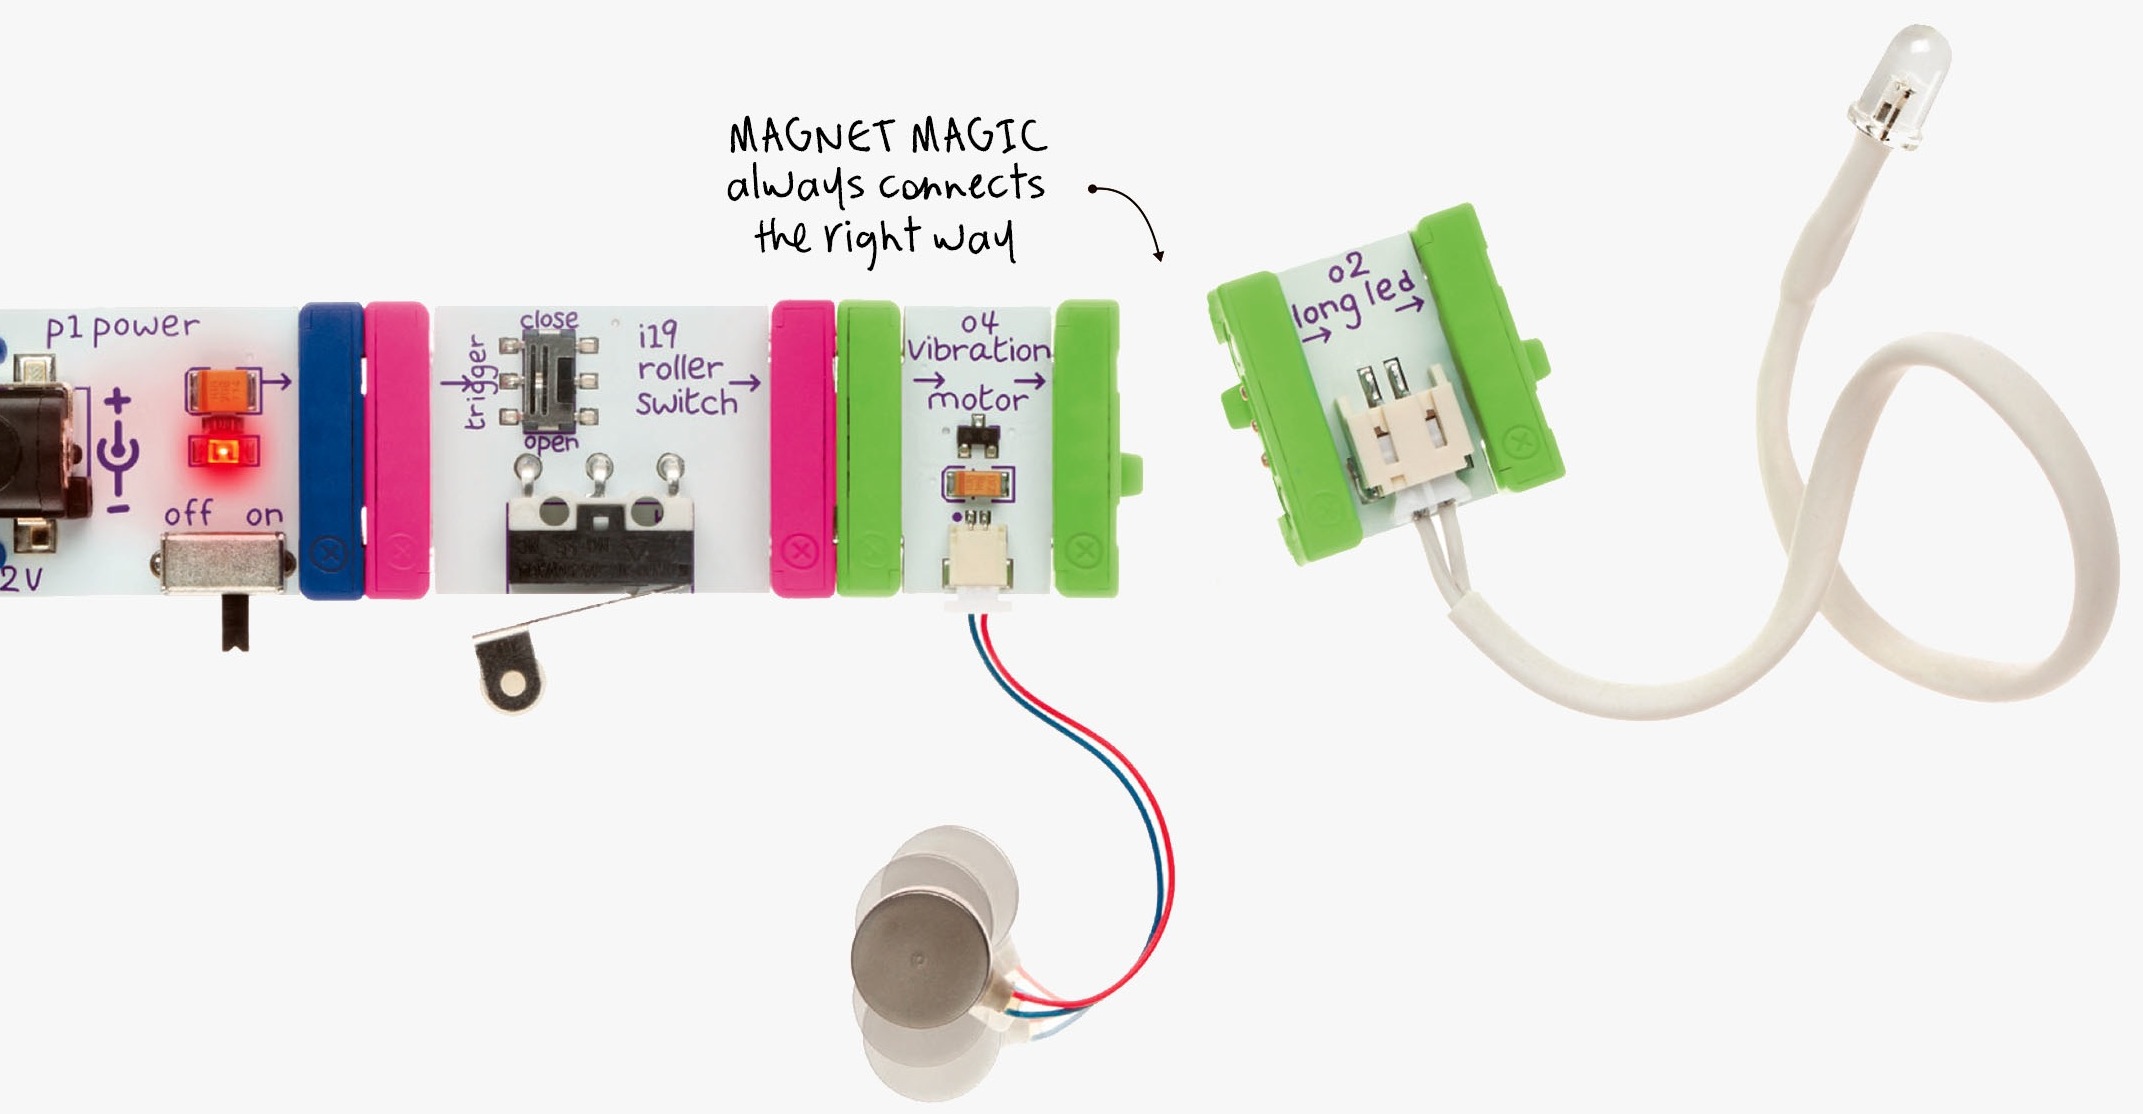 MAGNET MAGIC
always connects
the right way
p1 power
+
-
off on
2V
close
trigger
open
i19
roller
switch
o4
vibration
motor
o2
long led